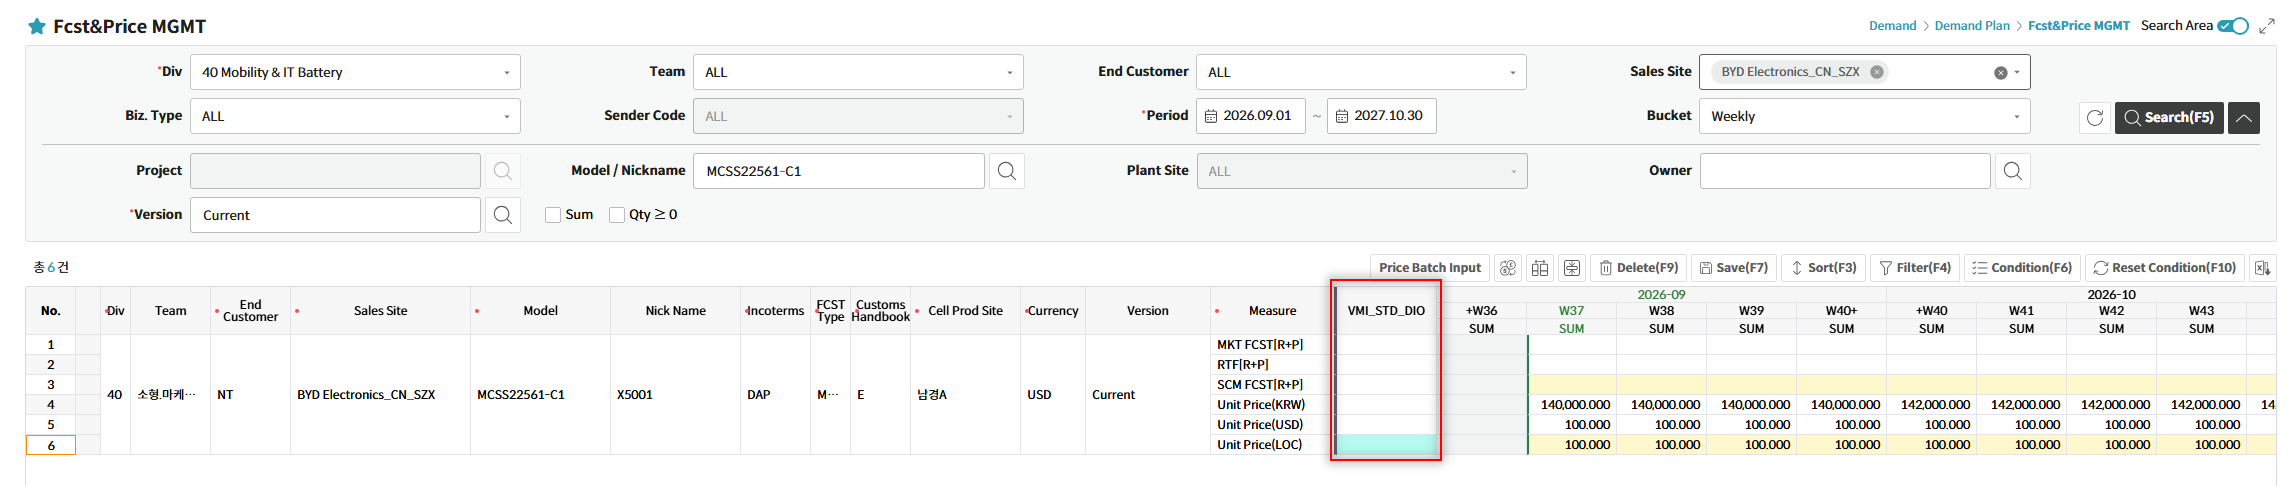 Fcst&Price MGMT
Demand > Demand Plan > Fcst&Price MGMT Search Area
*Div 40 Mobility & IT Battery Team ALL End Customer ALL Sales Site BYD Electronics_CN_SZX
Biz. Type ALL Sender Code ALL *Period 2026.09.01 ~ 2027.10.30 Bucket Weekly Search(F5)
Project Model / Nickname MCSS22561-C1 Plant Site ALL Owner
*Version Current Sum Qty ≥ 0
총 6 건 Price Batch Input Delete(F9) Save(F7) Sort(F3) Filter(F4) Condition(F6) Reset Condition(F10)
No. Div Team End Customer Sales Site Model Nick Name Incoterms FCST Type Customs Handbook Cell Prod Site Currency Version Measure VMI_STD_DIO
2026-09 2026-10
+W36 W37 W38 W39 W40+ +W40 W41 W42 W43
SUM SUM SUM SUM SUM SUM SUM SUM SUM
1 MKT FCST[R+P]
2 RTF[R+P]
3 SCM FCST[R+P]
40 소형.마케··· NT BYD Electronics_CN_SZX MCSS22561-C1 X5001 DAP M··· E 남경A USD Current
4 Unit Price(KRW) 140,000.000 140,000.000 140,000.000 140,000.000 142,000.000 142,000.000 142,000.000 142,000.000 142
5 Unit Price(USD) 100.000 100.000 100.000 100.000 100.000 100.000 100.000 100.000
6 Unit Price(LOC) 100.000 100.000 100.000 100.000 100.000 100.000 100.000 100.000